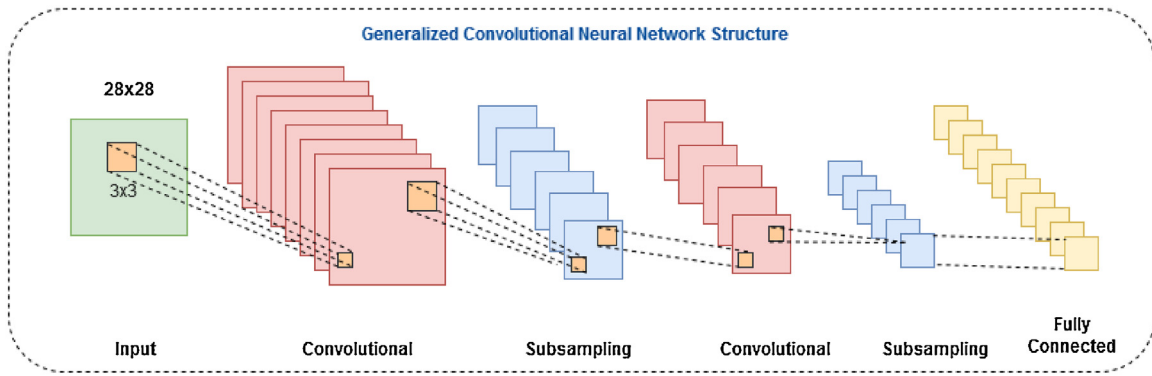 Generalized Convolutional Neural Network Structure
28x28
3x3
Input
Convolutional
Subsampling
Convolutional
Subsampling
Fully
Connected